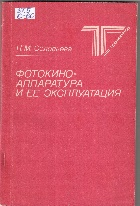 Н.М. Соловьева
ФОТОКИНО-
АППАРАТУРА
И ЕЕ ЭКСПЛУАТАЦИЯ